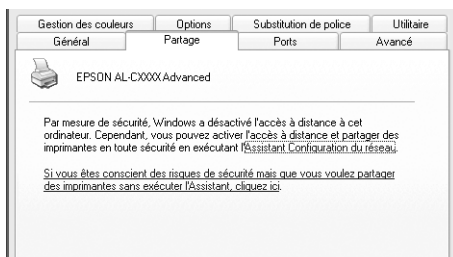 Gestion des couleurs Options Substitution de police Utilitaire
Général Partage Ports Avancé
EPSON AL-CXXXX Advanced
Par mesure de sécurité, Windows a désactivé l'accès à distance à cet
ordinateur. Cependant, vous pouvez activer l'accès à distance et partager des
imprimantes en toute sécurité en exécutant l'Assistant Configuration du réseau.
Si vous êtes conscient des risques de sécurité mais que vous voulez partager
des imprimantes sans exécuter l'Assistant, cliquez ici.